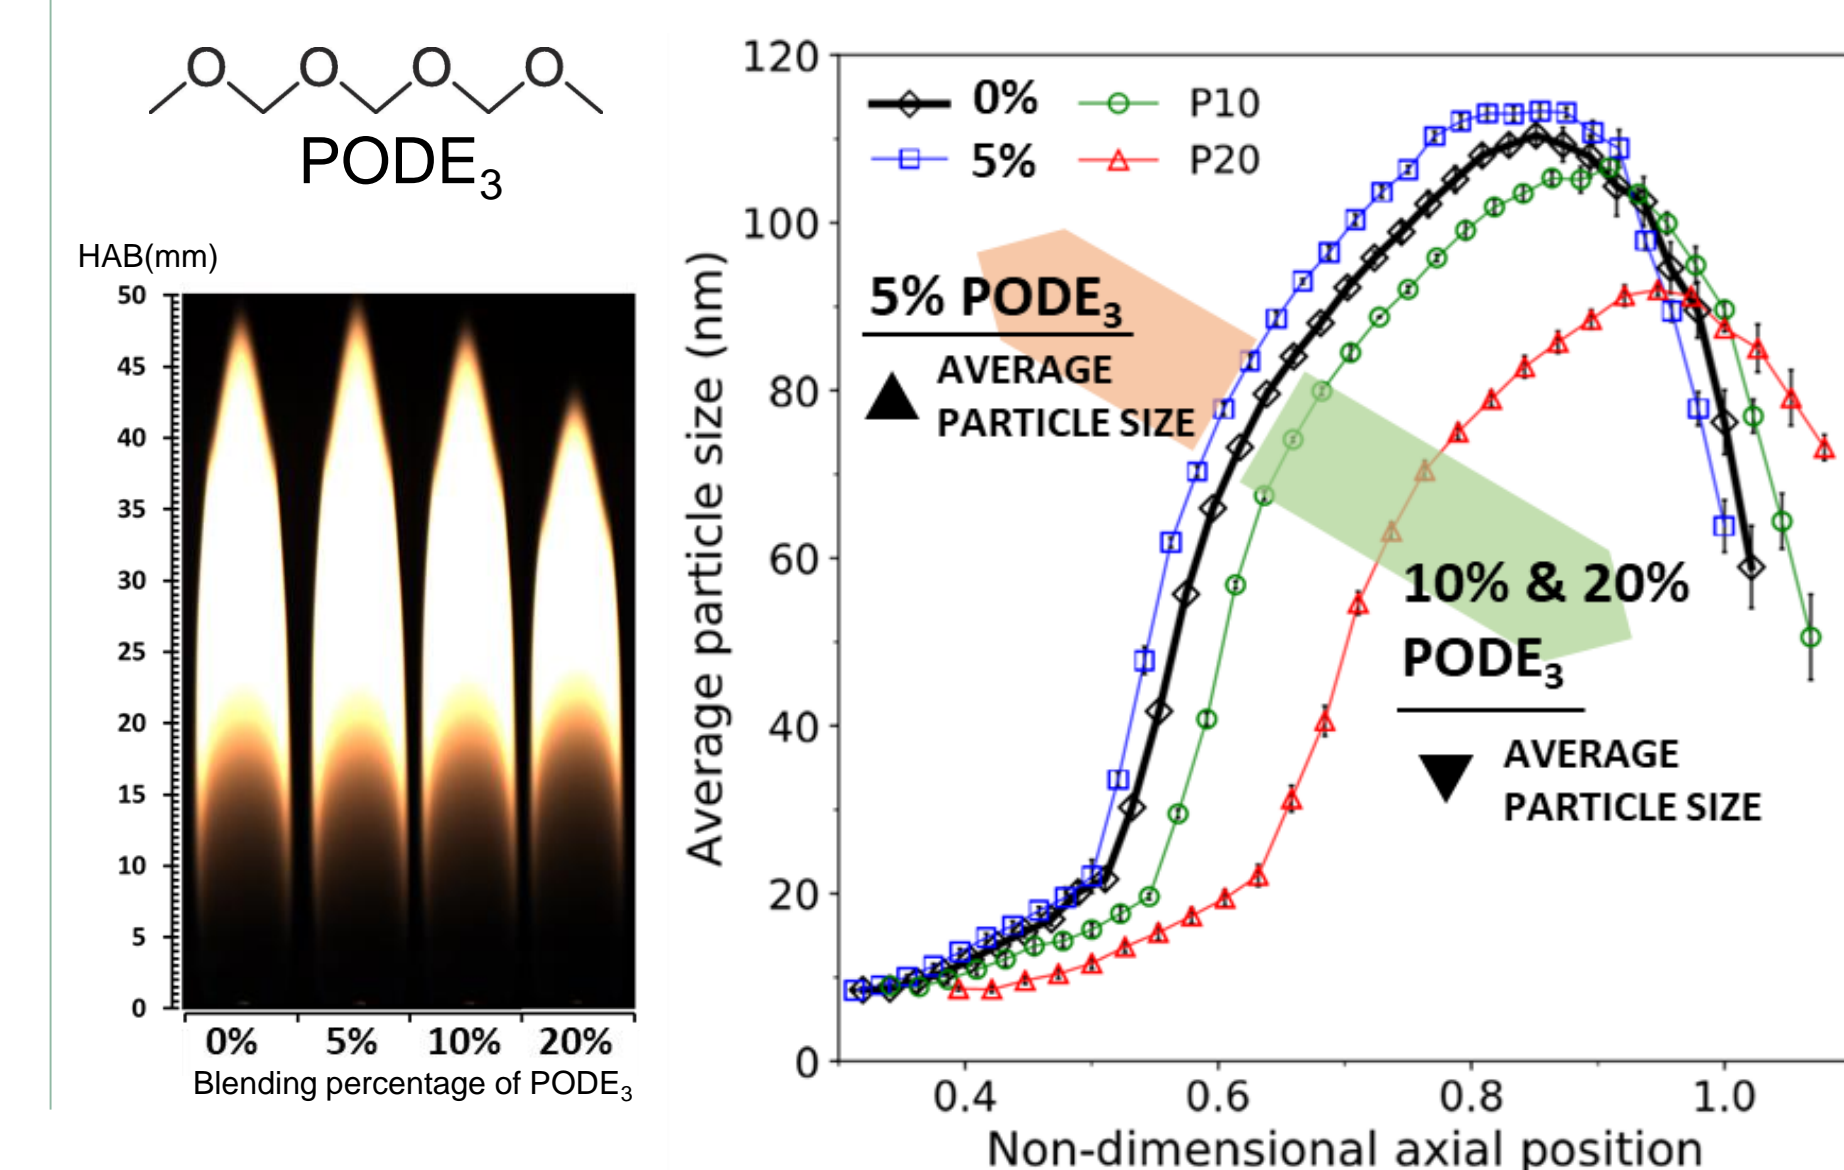 O O O O
PODE3
HAB(mm)
50
45
40
35
30
25
20
15
10
5
0
0% 5% 10% 20%
Blending percentage of PODE3
Average particle size (nm)
120
100
80
60
40
20
0
0% P10
5% P20
5% PODE3
AVERAGE
PARTICLE SIZE
10% & 20%
PODE3
AVERAGE
PARTICLE SIZE
0.4 0.6 0.8 1.0
Non-dimensional axial position